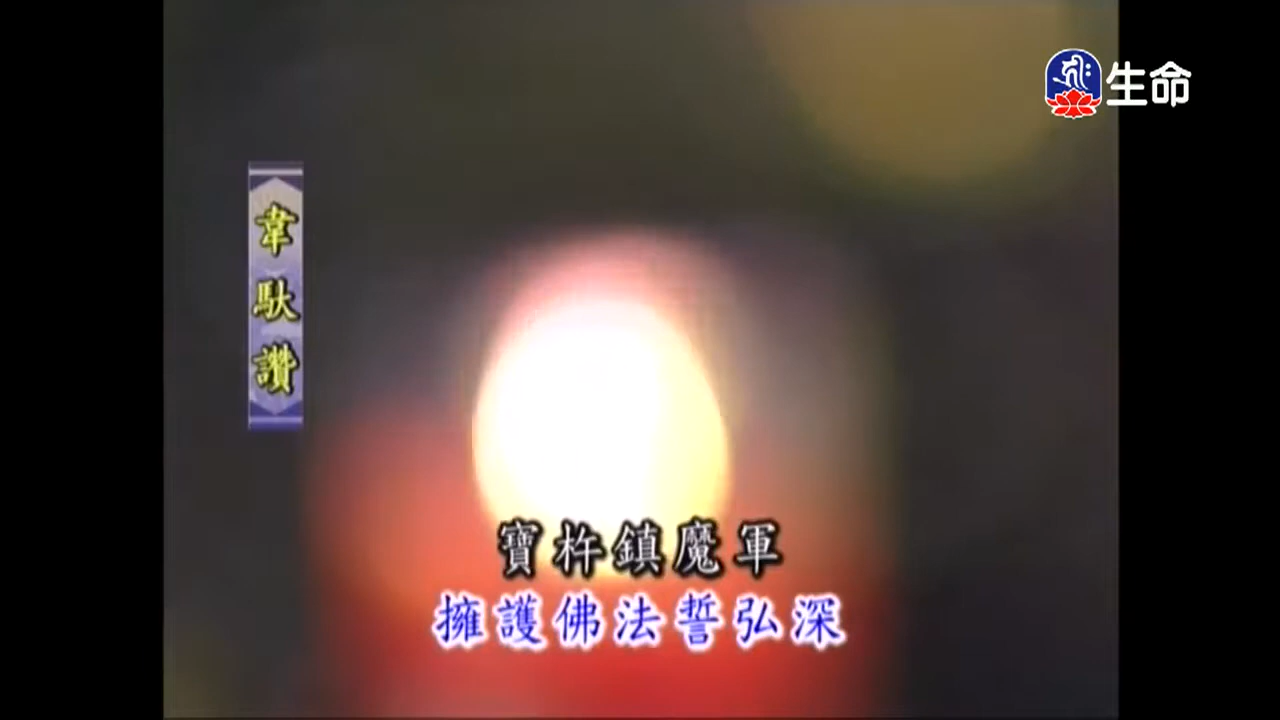 生命
韋馱讚
寶杵鎮魔軍
擁護佛法誓弘深